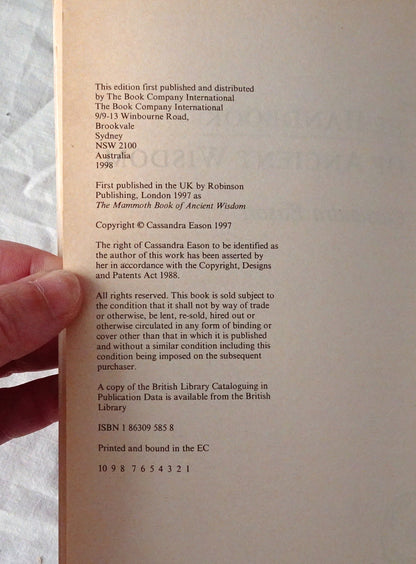 This edition first published and distributed
by The Book Company International
The Book Company International
9/9-13 Winbourne Road,
Brookvale
Sydney
NSW 2100
Australia
1998
First published in the UK by Robinson
Publishing, London 1997 as
The Mammoth Book of Ancient Wisdom
Copyright © Cassandra Eason 1997
The right of Cassandra Eason to be identified as
the author of this work has been asserted by
her in accordance with the Copyright, Designs
and Patents Act 1988.
All rights reserved. This book is sold subject to
the condition that it shall not by way of trade
or otherwise, be lent, re-sold, hired out or
otherwise circulated in any form of binding or
cover other than that in which it is published
and without a similar condition including this
condition being imposed on the subsequent
purchaser.
A copy of the British Library Cataloguing in
Publication Data is available from the British
Library
ISBN 1 86309 585 8
Printed and bound in the EC
10 9 8 7 6 5 4 3 2 1